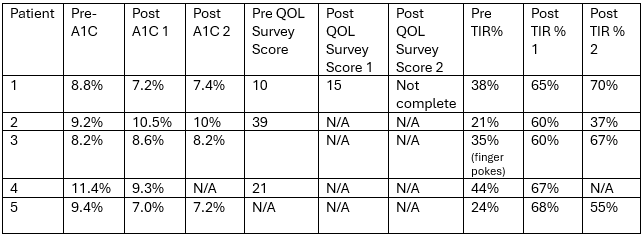 Patient Pre- Post Post Pre QOL Post Post Pre Post Post
A1C A1C 1 A1C 2 Survey QOL QOL TIR% TIR % TIR %
Score Survey Survey 1 2
Score 1 Score 2
1 8.8% 7.2% 7.4% 10 15 Not 38% 65% 70%
complete
2 9.2% 10.5% 10% 39 N/A N/A 21% 60% 37%
3 8.2% 8.6% 8.2% N/A N/A 35% 60% 67%
(finger
pokes)
4 11.4% 9.3% N/A 21 N/A N/A 44% 67% N/A
5 9.4% 7.0% 7.2% N/A N/A N/A 24% 68% 55%